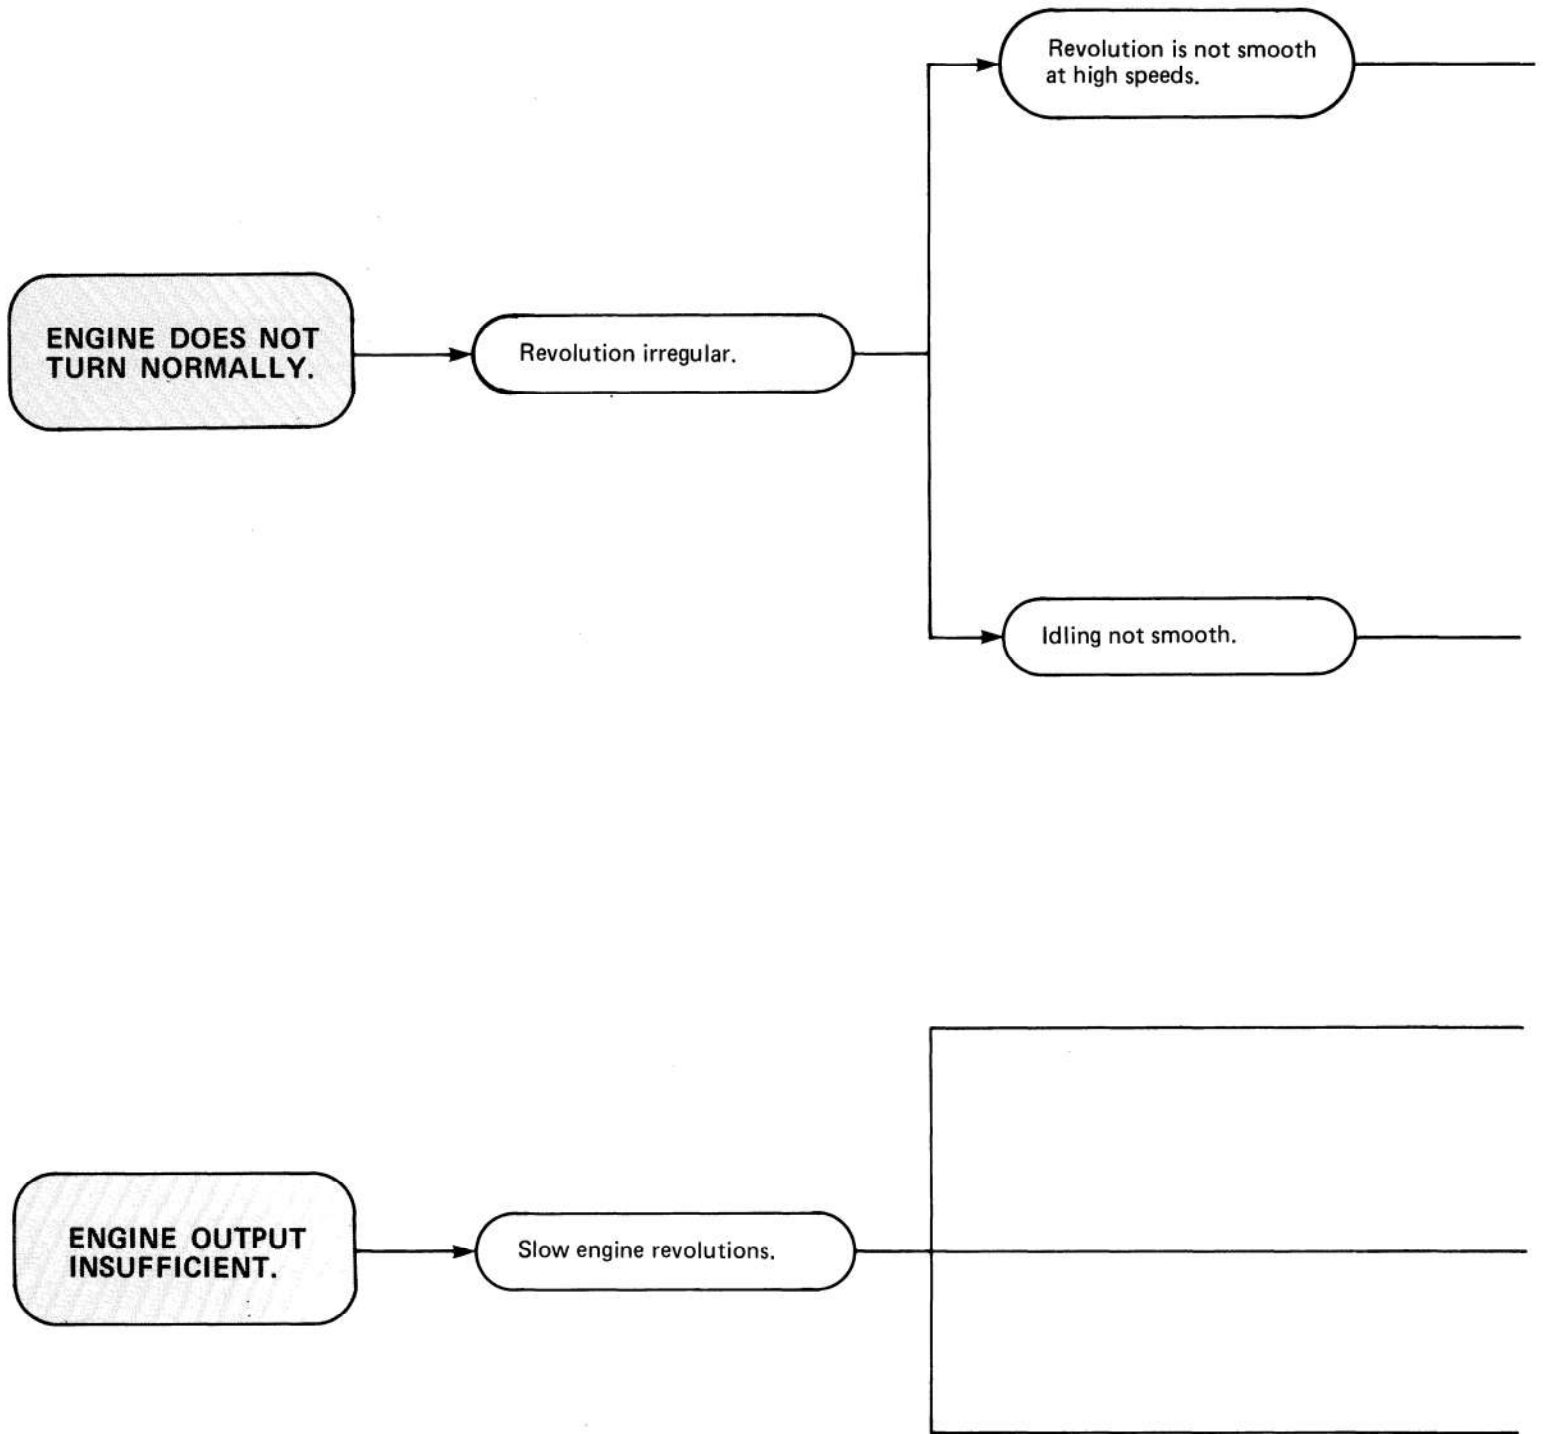 Revolution is not smooth
at high speeds.
ENGINE DOES NOT
TURN NORMALLY.
Revolution irregular.
Idling not smooth.
ENGINE OUTPUT
INSUFFICIENT.
Slow engine revolutions.